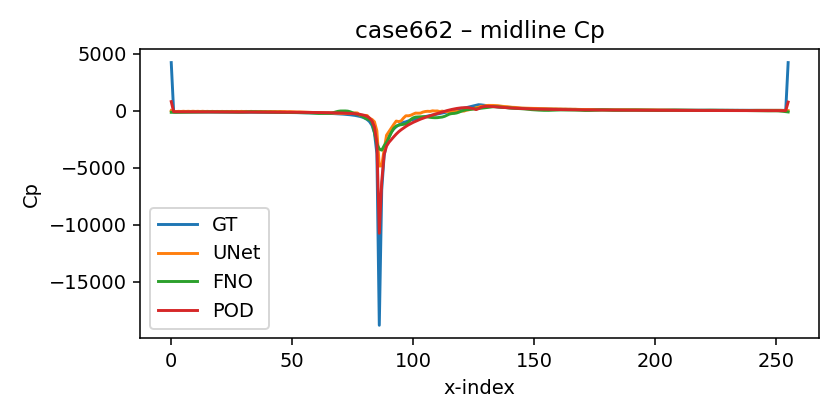 case662 – midline Cp
5000
0
−5000
−10000
−15000
Cp
GT
UNet
FNO
POD
0 50 100 150 200 250
x-index